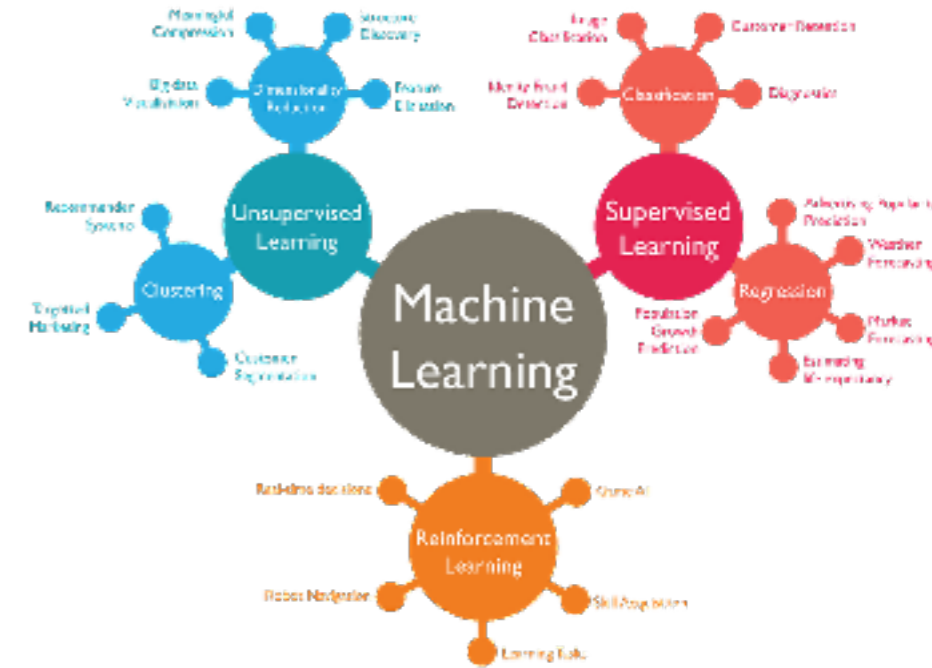 Meaningful
Compression
Structure
Discovery
Big data
Visualisation
Dimensionality
Reduction
Feature
Elicitation
Image
Classification
Customer Retention
Identity Fraud
Detection
Classification
Diagnostics
Recommender
Systems
Unsupervised
Learning
Supervised
Learning
Advertising Popularity
Prediction
Weather
Forecasting
Clustering
Targetted
Marketing
Customer
Segmentation
Machine
Learning
Regression
Population
Growth
Prediction
Market
Forecasting
Estimating
life expectancy
Real-time decisions
Game AI
Reinforcement
Learning
Robot Navigation
Skill Acquisition
Learning Tasks